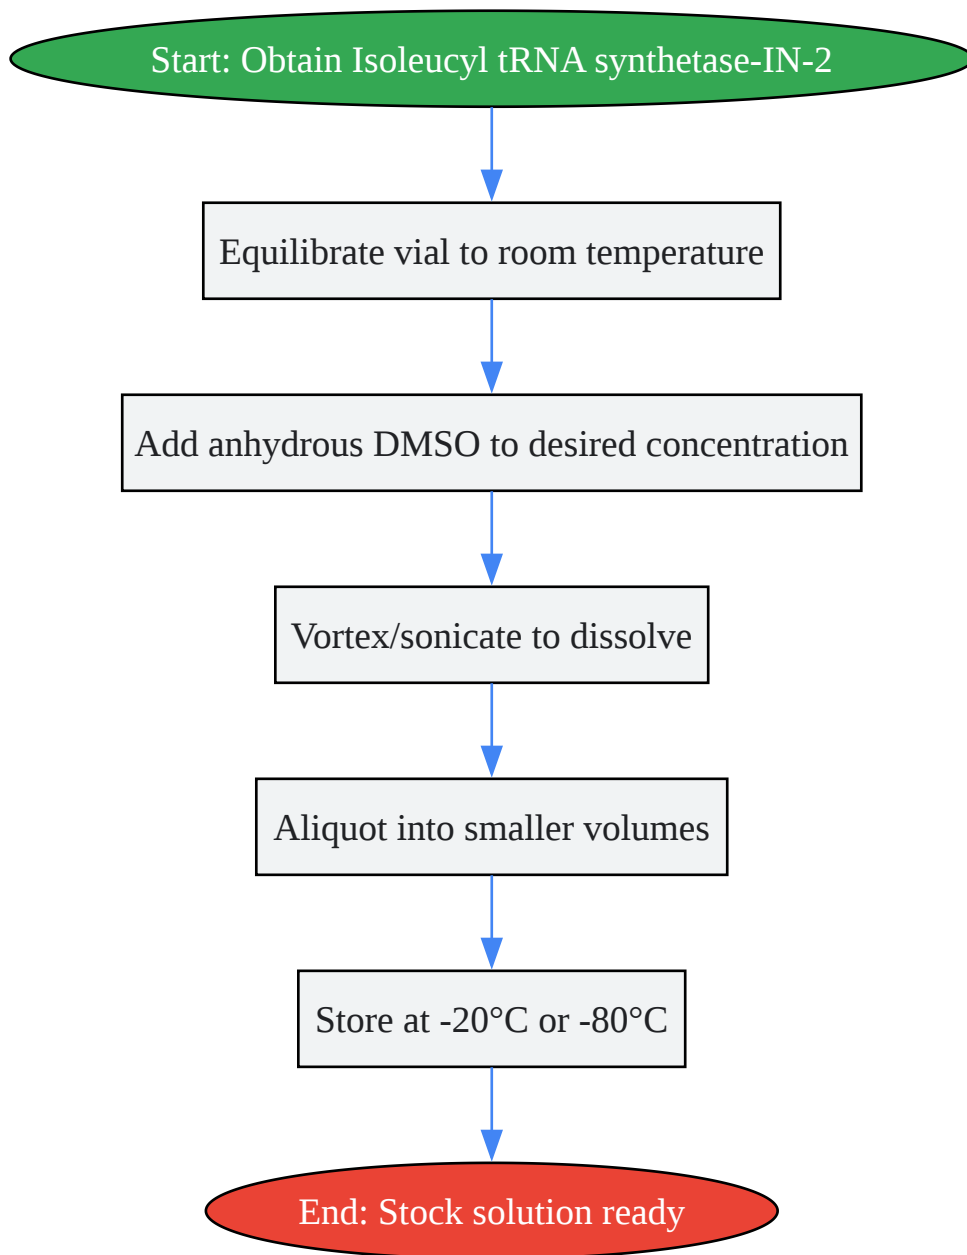 Start: Obtain Isoleucyl tRNA synthetase-IN-2
Equilibrate vial to room temperature
Add anhydrous DMSO to desired concentration
Vortex/sonicate to dissolve
Aliquot into smaller volumes
Store at -20°C or -80°C
End: Stock solution ready